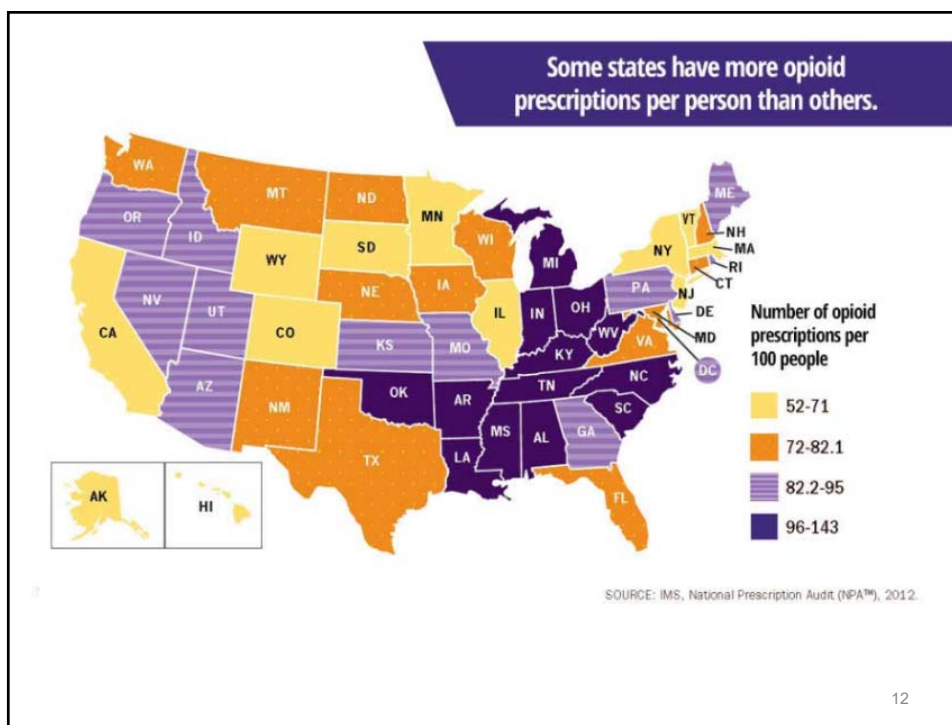 Some states have more opioid
prescriptions per person than others.
WA
MT
ND
MN
OR
ID
WY
SD
WI
MI
NY
VT
ME
NH
MA
RI
CT
NJ
PA
DE
MD
DC
NV
UT
CA
CO
NE
IA
IL
IN
OH
WV
VA
KS
MO
KY
AZ
NM
OK
AR
TN
NC
SC
TX
LA
MS
AL
GA
FL
AK
HI
Number of opioid
prescriptions per
100 people
52-71
72-82.1
82.2-95
96-143
SOURCE: IMS, National Prescription Audit (NPA™), 2012.
12